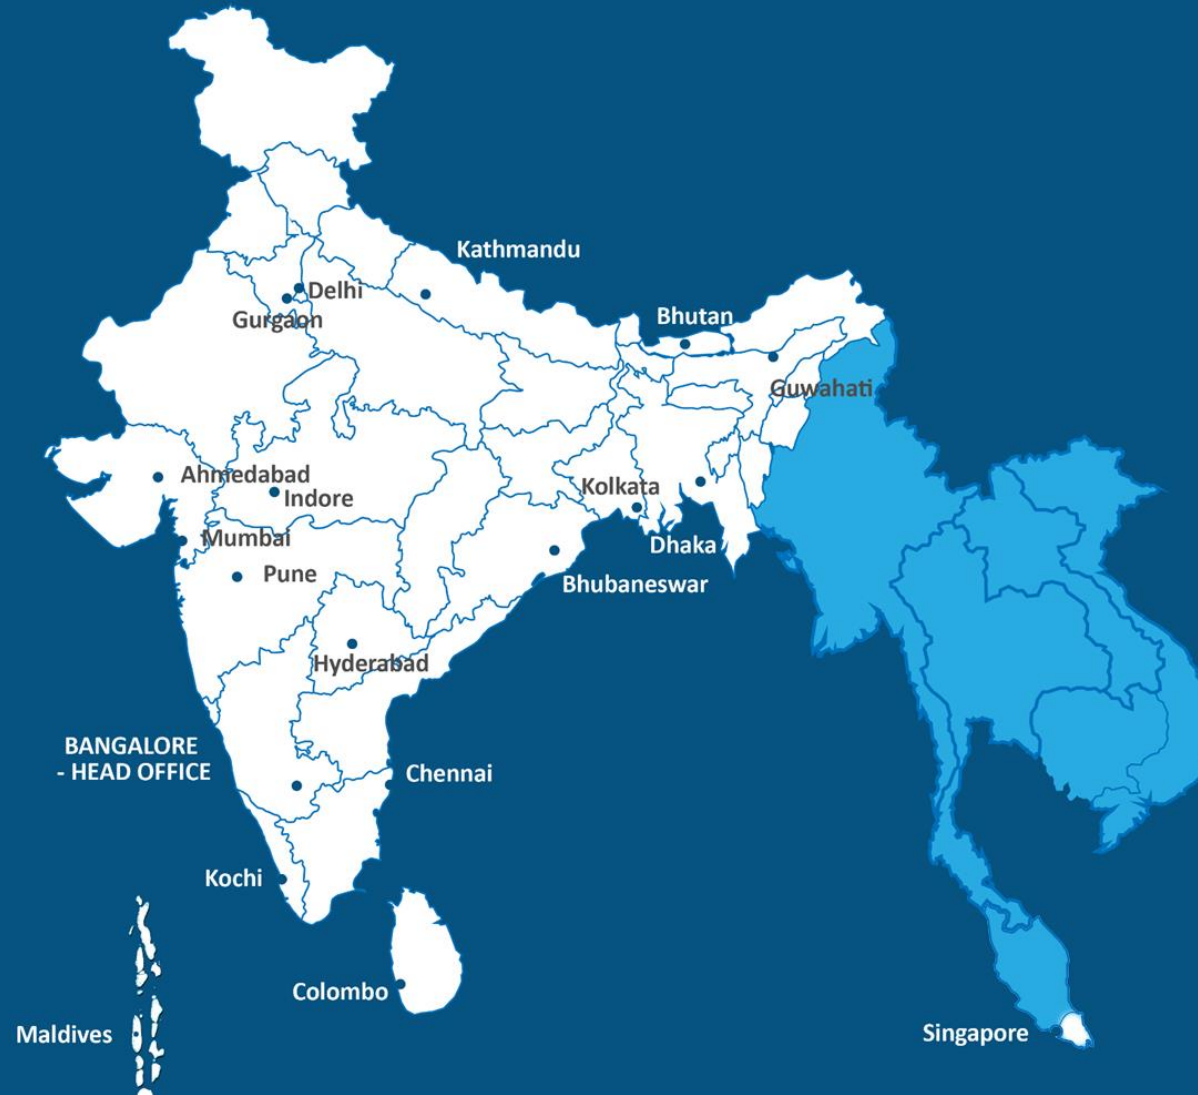 Kathmandu
Delhi
Gurgaon
Bhutan
Guwahati
Ahmedabad
Indore
Kolkata
Mumbai
Dhaka
Pune
Bhubaneswar
Hyderabad
BANGALORE
- HEAD OFFICE
Chennai
Kochi
Colombo
Maldives
Singapore